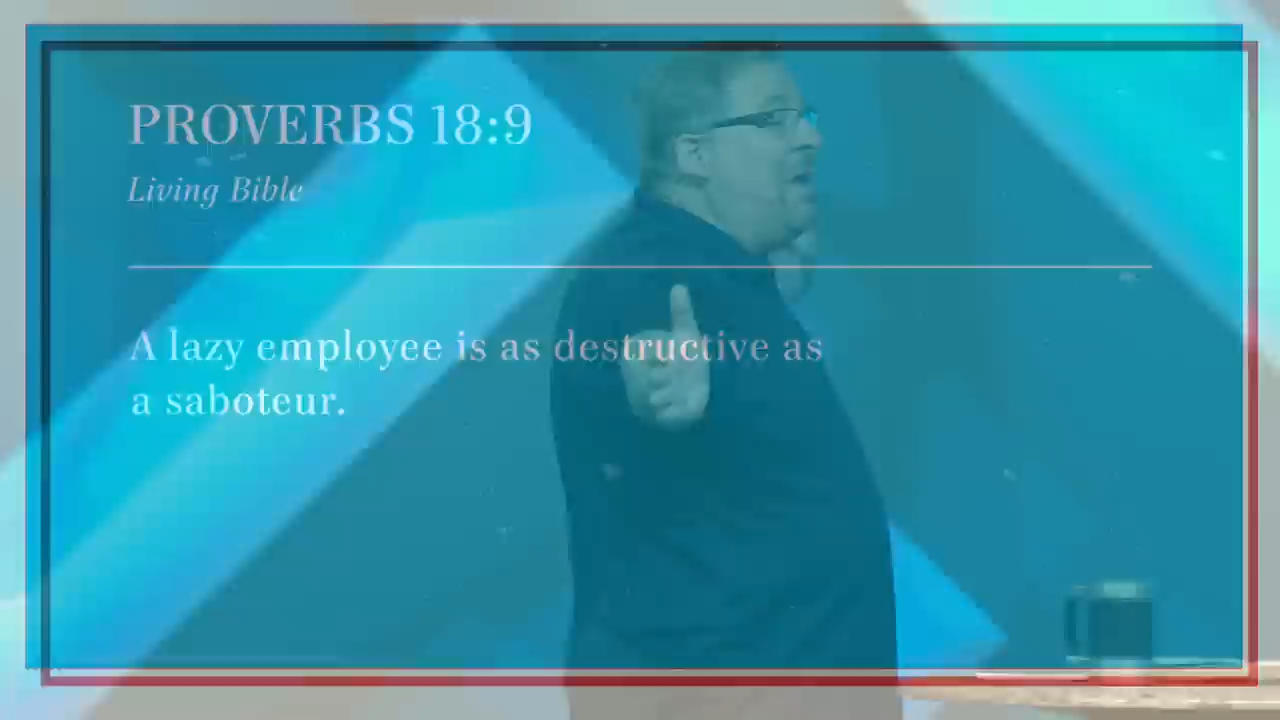 PROVERBS 18:9
Living Bible
A lazy employee is as destructive as
a saboteur.